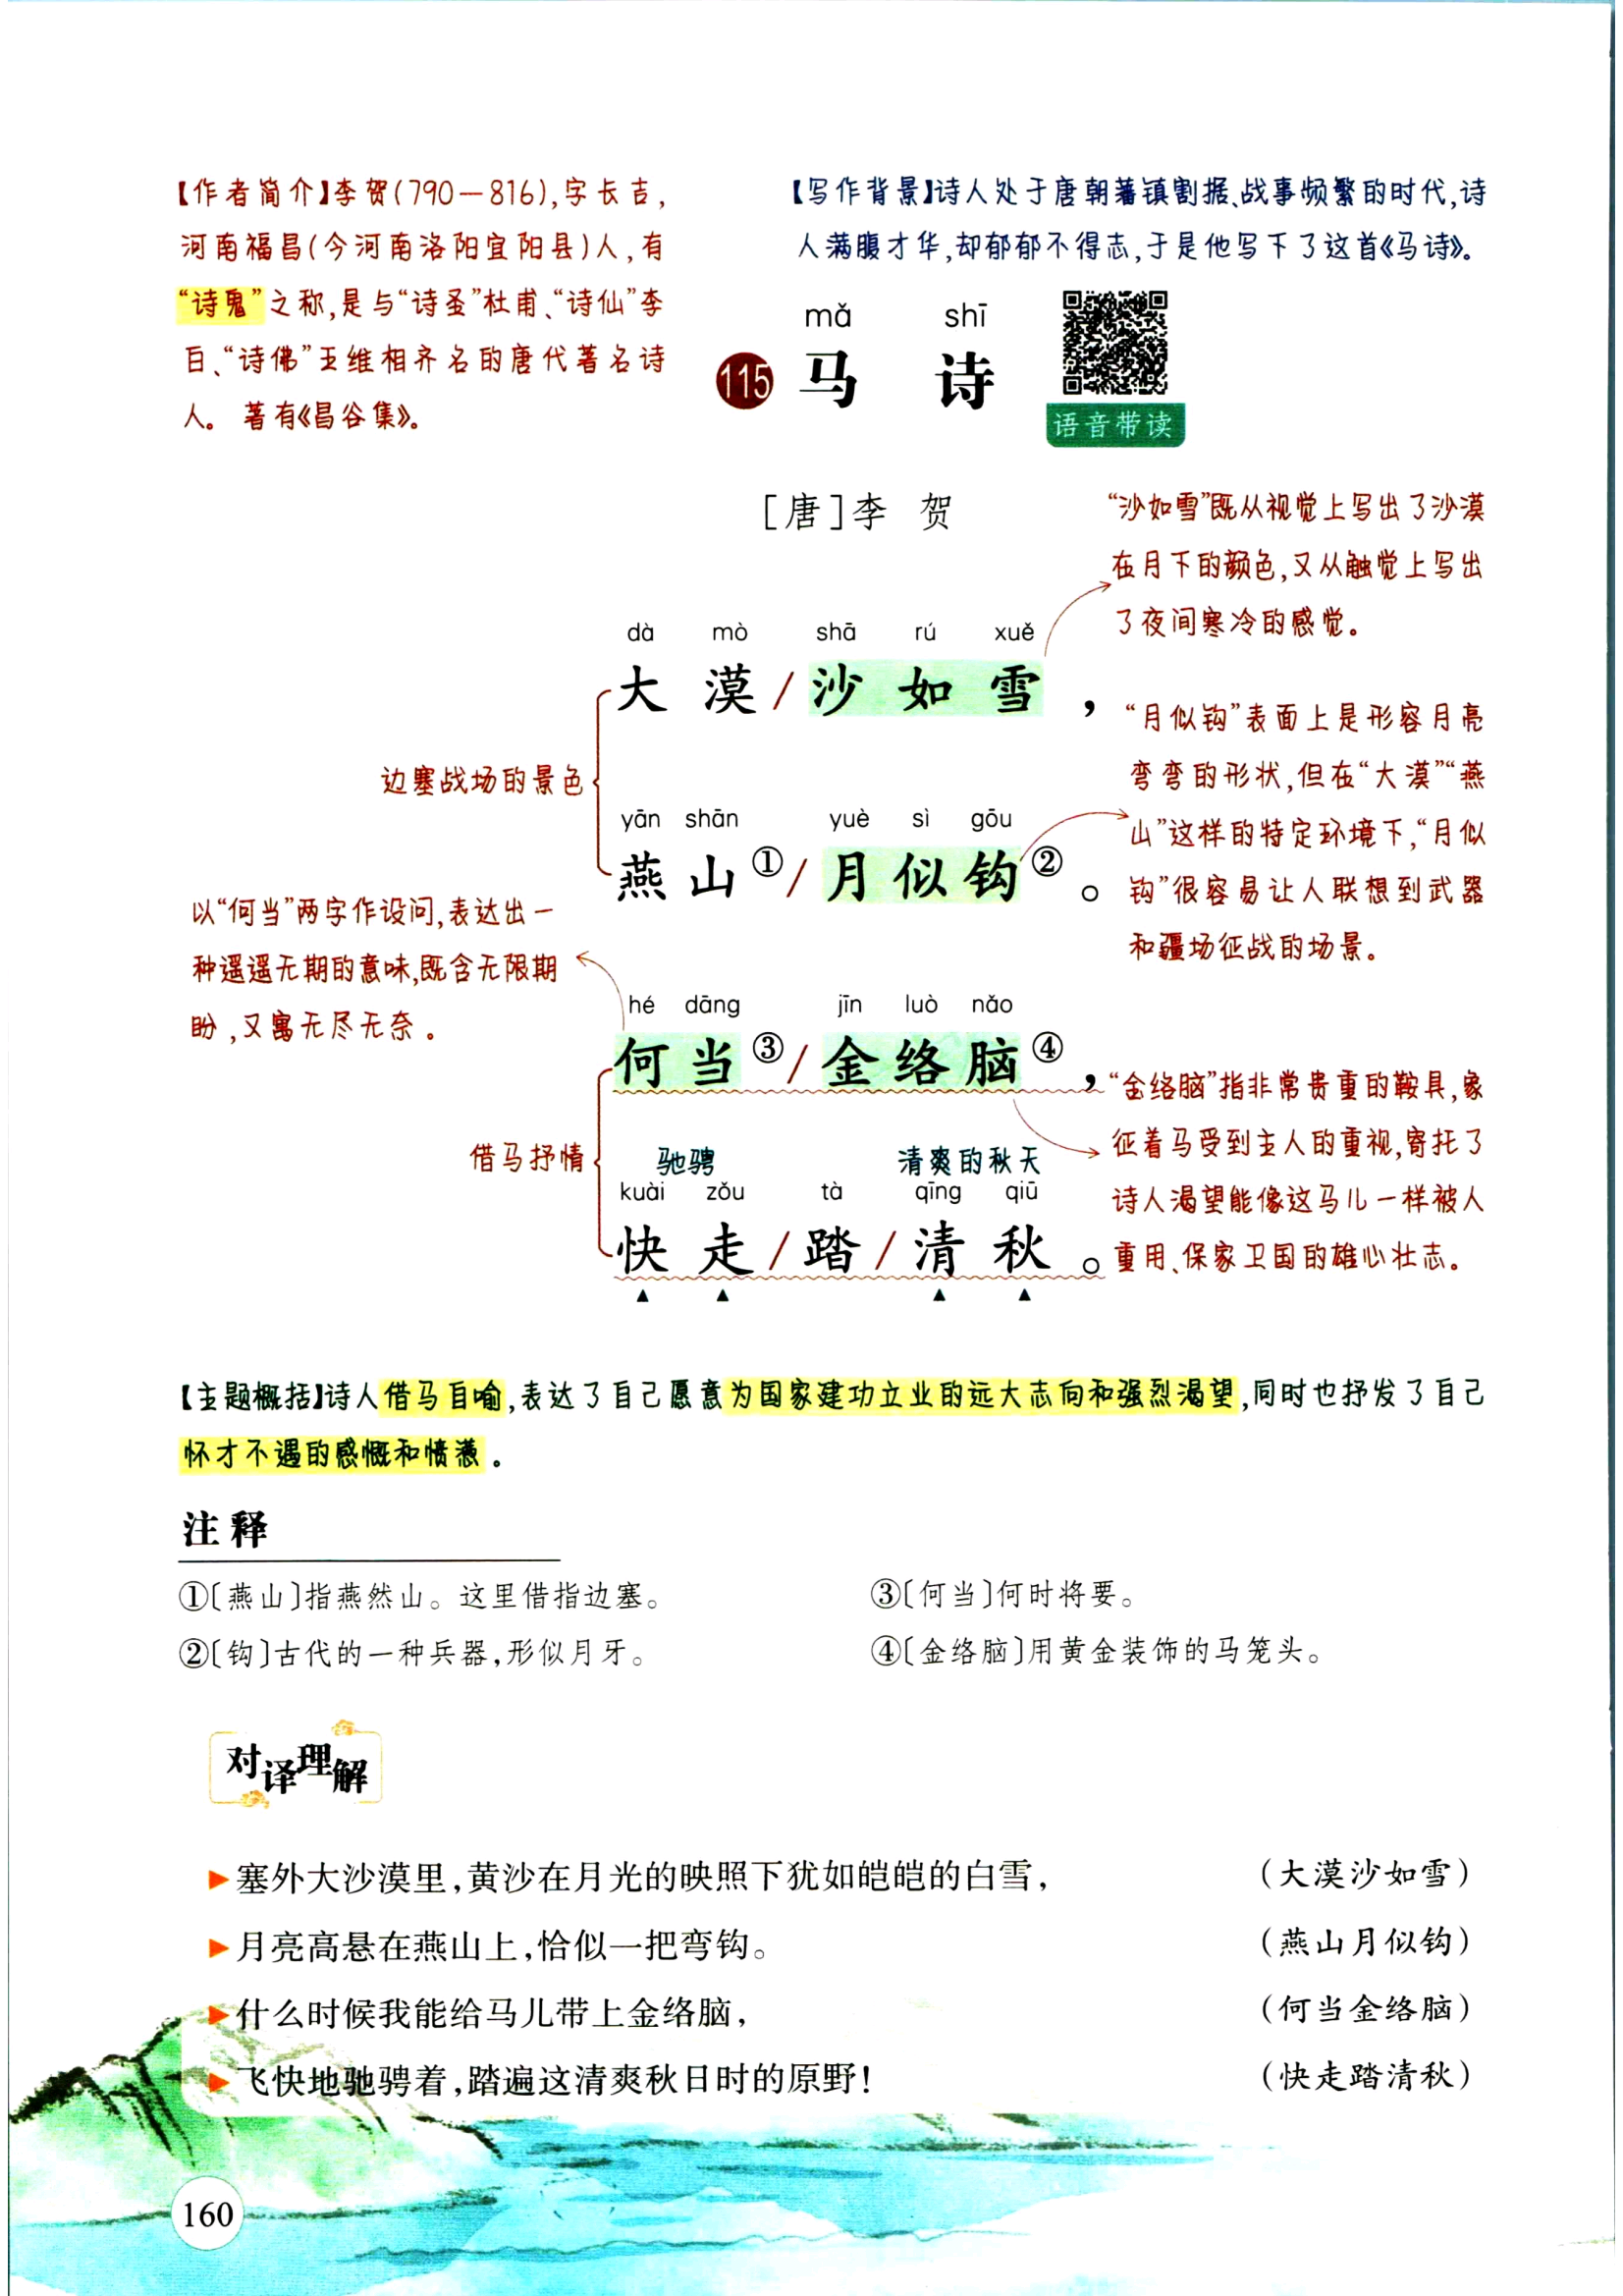 【作者简介】李贺(790—816),字长吉,
河南福昌(今河南洛阳宜阳县)人,有
“诗鬼”之称,是与“诗圣”杜甫、“诗仙”李
白、“诗佛”王维相齐名的唐代著名诗
人。 著有《昌谷集》。
【写作背景】诗人处于唐朝藩镇割据、战事频繁的时代,诗
人满腹才华,却郁郁不得志,于是他写下了这首《马诗》。
mǎ shī
115 马 诗
语音带读
[唐]李 贺
“沙如雪”既从视觉上写出了沙漠
在月下的颜色,又从触觉上写出
了夜间寒冷的感觉。
dà mò shā rú xuě
大 漠 / 沙 如 雪 ,
“月似钩”表面上是形容月亮
弯弯的形状,但在“大漠”“燕
山”这样的特定环境下,“月似
钩”很容易让人联想到武器
和疆场征战的场景。
边塞战场的景色
yān shān yuè sì gōu
燕 山 ① / 月 似 钩 ② 。
以“何当”两字作设问,表达出一
种遥遥无期的意味,既含无限期
盼,又寓无尽无奈。
hé dāng jīn luò nǎo
何 当 ③ / 金 络 脑 ④ ,
“金络脑”指非常贵重的鞍具,象
征着马受到主人的重视,寄托了
诗人渴望能像这马儿一样被人
重用、保家卫国的雄心壮志。
借马抒情
驰骋 清爽的秋天
kuài zǒu tà qīng qiū
快 走 / 踏 / 清 秋 。
【主题概括】诗人借马自喻,表达了自己愿意为国家建功立业的远大志向和强烈渴望,同时也抒发了自己
怀才不遇的感慨和愤懑。
注释
①〔燕山〕指燕然山。这里借指边塞。
②〔钩〕古代的一种兵器,形似月牙。
③〔何当〕何时将要。
④〔金络脑〕用黄金装饰的马笼头。
对译理解
塞外大沙漠里,黄沙在月光的映照下犹如皑皑的白雪, (大漠沙如雪)
月亮高悬在燕山上,恰似一把弯钩。 (燕山月似钩)
什么时候我能给马儿带上金络脑, (何当金络脑)
飞快地驰骋着,踏遍这清爽秋日时的原野! (快走踏清秋)
160